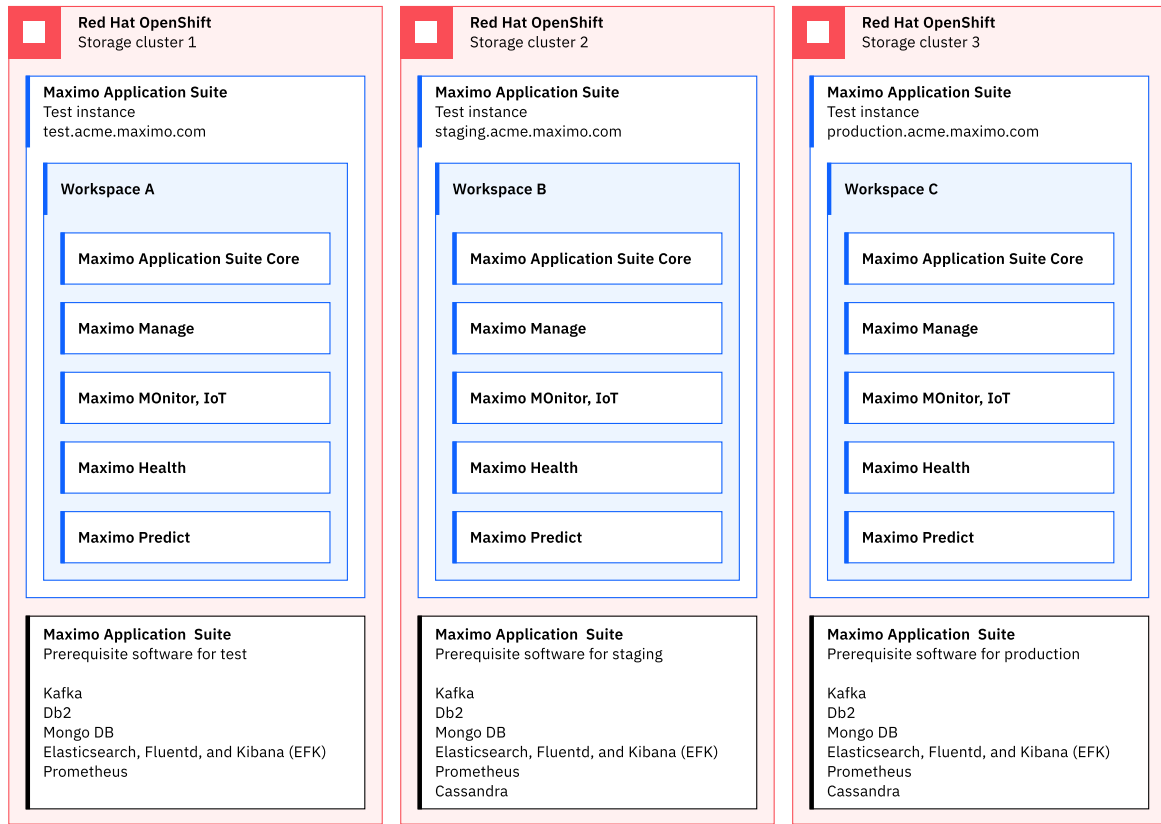 Red Hat OpenShift
Storage cluster 1
Maximo Application Suite
Test instance
test.acme.maximo.com
Workspace A
Maximo Application Suite Core
Maximo Manage
Maximo MOnitor, IoT
Maximo Health
Maximo Predict
Maximo Application  Suite
Prerequisite software for test
Kafka
Db2
Mongo DB
Elasticsearch, Fluentd, and Kibana (EFK)
Prometheus
Red Hat OpenShift
Storage cluster 2
Maximo Application Suite
Test instance
staging.acme.maximo.com
Workspace B
Maximo Application Suite Core
Maximo Manage
Maximo MOnitor, IoT
Maximo Health
Maximo Predict
Maximo Application  Suite
Prerequisite software for staging
Kafka
Db2
Mongo DB
Elasticsearch, Fluentd, and Kibana (EFK)
Prometheus
Cassandra
Red Hat OpenShift
Storage cluster 3
Maximo Application Suite
Test instance
production.acme.maximo.com
Workspace C
Maximo Application Suite Core
Maximo Manage
Maximo MOnitor, IoT
Maximo Health
Maximo Predict
Maximo Application  Suite
Prerequisite software for production
Kafka
Db2
Mongo DB
Elasticsearch, Fluentd, and Kibana (EFK)
Prometheus
Cassandra